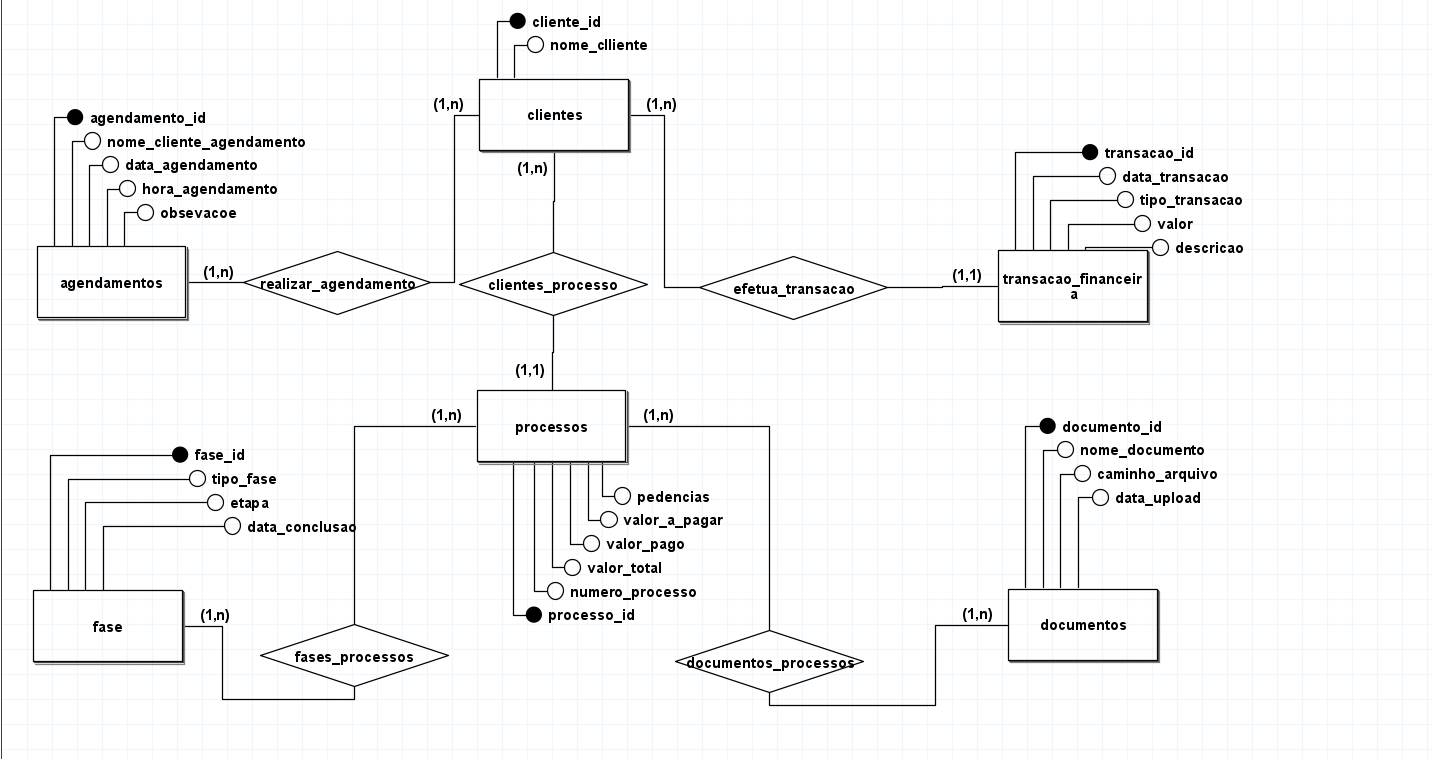 cliente_id
nome_clliente
clientes
(1,n)
(1,n)
(1,n)
agendamento_id
nome_cliente_agendamento
data_agendamento
hora_agendamento
obsevacoe
agendamentos
(1,n)
realizar_agendamento
clientes_processo
efetua_transacao
(1,1)
transacao_id
data_transacao
tipo_transacao
valor
descricao
transacao_financeir
a
(1,1)
(1,n)
processos
(1,n)
pedencias
valor_a_pagar
valor_pago
valor_total
numero_processo
processo_id
fase_id
tipo_fase
etapa
data_conclusao
fase
(1,n)
fases_processos
documentos_processos
(1,n)
documento_id
nome_documento
caminho_arquivo
data_upload
documentos